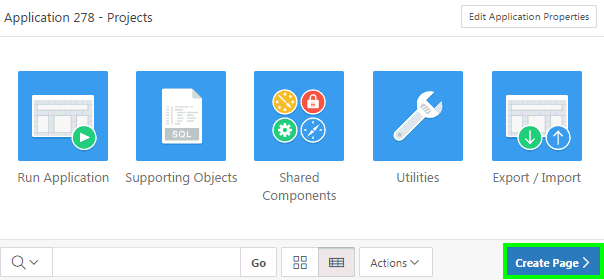 Application 278 - Projects
Edit Application Properties
SQL
Run Application
Supporting Objects
Shared
Components
Utilities
Export / Import
Go
Actions
Create Page